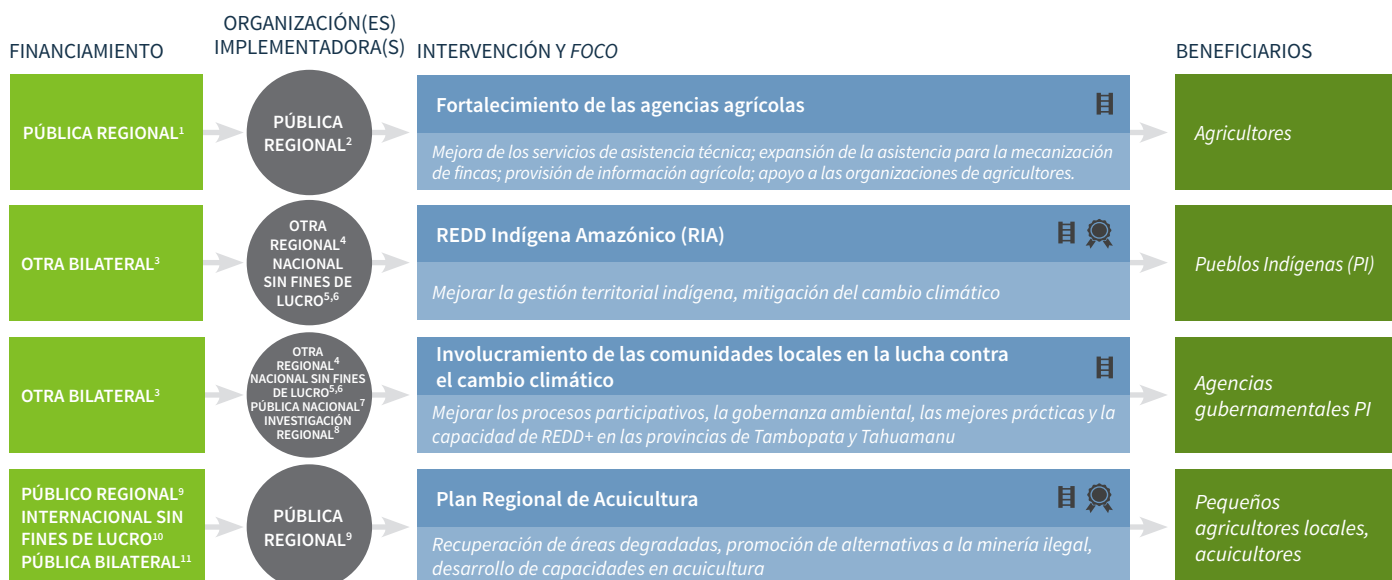 FINANCIAMIENTO
ORGANIZACIÓN(ES)
IMPLEMENTADORA(S)
INTERVENCIÓN Y FOCO
BENEFICIARIOS
PÚBLICA REGIONAL¹
PÚBLICA
REGIONAL²
Fortalecimiento de las agencias agrícolas
Mejora de los servicios de asistencia técnica; expansión de la asistencia para la mecanización
de fincas; provisión de información agrícola; apoyo a las organizaciones de agricultores.
Agricultores
OTRA BILATERAL³
OTRA
REGIONAL⁴
NACIONAL
SIN FINES DE
LUCRO⁵,⁶
REDD Indígena Amazónico (RIA)
Mejorar la gestión territorial indígena, mitigación del cambio climático
Pueblos Indígenas (PI)
OTRA BILATERAL³
OTRA
REGIONAL⁴
NACIONAL SIN FINES
DE LUCRO⁵,⁶
PÚBLICA NACIONAL⁷
INVESTIGACIÓN
REGIONAL⁸
Involucramiento de las comunidades locales en la lucha contra
el cambio climático
Mejorar los procesos participativos, la gobernanza ambiental, las mejores prácticas y la
capacidad de REDD+ en las provincias de Tambopata y Tahuamanu
Agencias
gubernamentales PI
PÚBLICO REGIONAL⁹
INTERNACIONAL SIN
FINES DE LUCRO¹⁰
PÚBLICA BILATERAL¹¹
PÚBLICA
REGIONAL⁹
Plan Regional de Acuicultura
Recuperación de áreas degradadas, promoción de alternativas a la minería ilegal,
desarrollo de capacidades en acuicultura
Pequeños
agricultores locales,
acuicultores